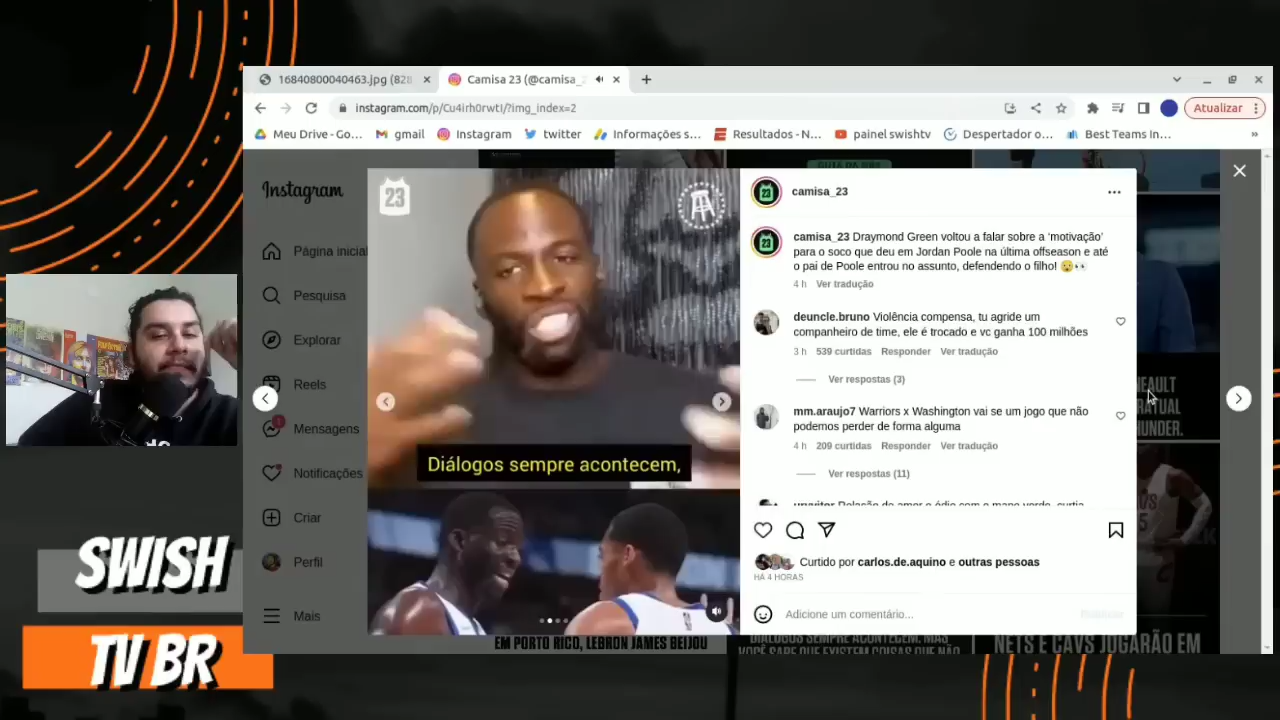 16840800040463.jpg (828
Camisa 23 (@camisa_2
instagram.com/p/Cu4irh0rwtI/?img_index=2
Atualizar
Meu Drive - Go...
gmail
Instagram
twitter
Informações s...
Resultados - N...
painel swishtv
Despertador o...
Best Teams In...
»
Instagram
Página inicial
Pesquisa
Explorar
Reels
Mensagens
Notificações
Criar
Perfil
Mais
23
Diálogos sempre acontecem,
camisa_23
camisa_23 Draymond Green voltou a falar sobre a ‘motivação’
para o soco que deu em Jordan Poole na última offseason e até
o pai de Poole entrou no assunto, defendendo o filho! 😮👀
4 h Ver tradução
deuncle.bruno Violência compensa, tu agride um
companheiro de time, ele é trocado e vc ganha 100 milhões
3 h 539 curtidas Responder Ver tradução
Ver respostas (3)
mm.araujo7 Warriors x Washington vai se um jogo que não
podemos perder de forma alguma
4 h 209 curtidas Responder Ver tradução
Ver respostas (11)
Curtido por carlos.de.aquino e outras pessoas
HÁ 4 HORAS
Adicione um comentário...
Publicar
EAULT
RATUAL
HUNDER.
EM PORTO RICO, LEBRON JAMES BEIJOU
DIÁLOGOS SEMPRE ACONTECEM, MAS
VOCÊ SABE QUE EXISTEM COISAS QUE NÃO
NETS E CAVS JOGARÃO EM
SWISH
TV BR